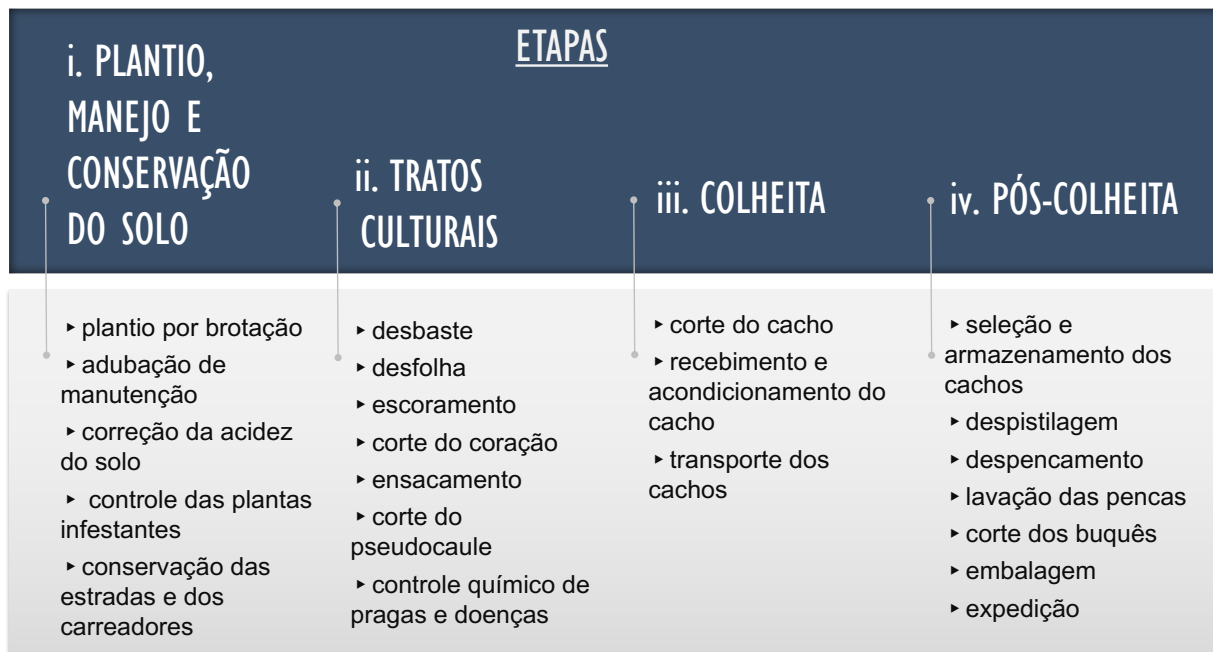 ETAPAS
i. PLANTIO,
MANEJO E
CONSERVAÇÃO
DO SOLO
‣ plantio por brotação
‣ adubação de
manutenção
‣ correção da acidez
do solo
‣ controle das plantas
infestantes
‣ conservação das
estradas e dos
carreadores
ii. TRATOS
CULTURAIS
‣ desbaste
‣ desfolha
‣ escoramento
‣ corte do coração
‣ ensacamento
‣ corte do
pseudocaule
‣ controle químico de
pragas e doenças
iii. COLHEITA
‣ corte do cacho
‣ recebimento e
acondicionamento do
cacho
‣ transporte dos
cachos
iv. PÓS-COLHEITA
‣ seleção e
armazenamento dos
cachos
‣ despistilagem
‣ despencamento
‣ lavação das pencas
‣ corte dos buquês
‣ embalagem
‣ expedição